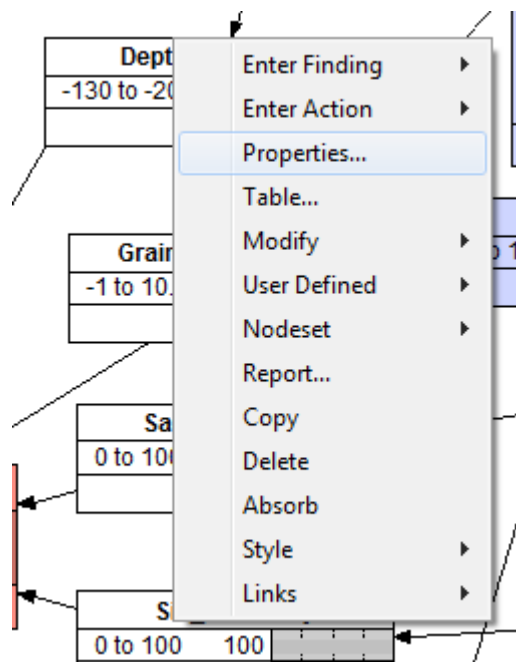 Dept
-130 to -20
Enter Finding
Enter Action
Properties...
Table...
Modify
User Defined
Nodeset
Report...
Copy
Delete
Absorb
Style
Links
Grain
-1 to 10.
Sa
0 to 100
0 to 100 100